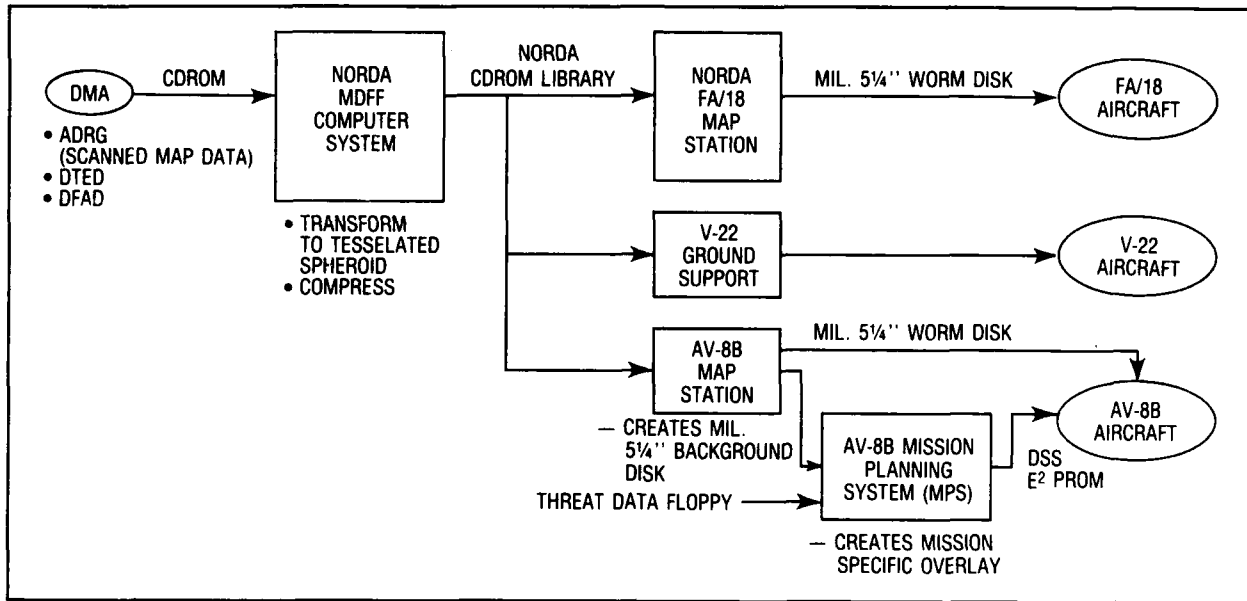 DMA
CDROM
• ADRG
(SCANNED MAP DATA)
• DTED
• DFAD
NORDA
MDFF
COMPUTER
SYSTEM
• TRANSFORM
TO TESSELATED
SPHEROID
• COMPRESS
NORDA
CDROM LIBRARY
NORDA
FA/18
MAP
STATION
MIL. 5¼'' WORM DISK
FA/18
AIRCRAFT
V-22
GROUND
SUPPORT
V-22
AIRCRAFT
AV-8B
MAP
STATION
MIL. 5¼'' WORM DISK
— CREATES MIL.
5¼'' BACKGROUND
DISK
THREAT DATA FLOPPY
AV-8B MISSION
PLANNING
SYSTEM (MPS)
— CREATES MISSION
SPECIFIC OVERLAY
DSS
E² PROM
AV-8B
AIRCRAFT